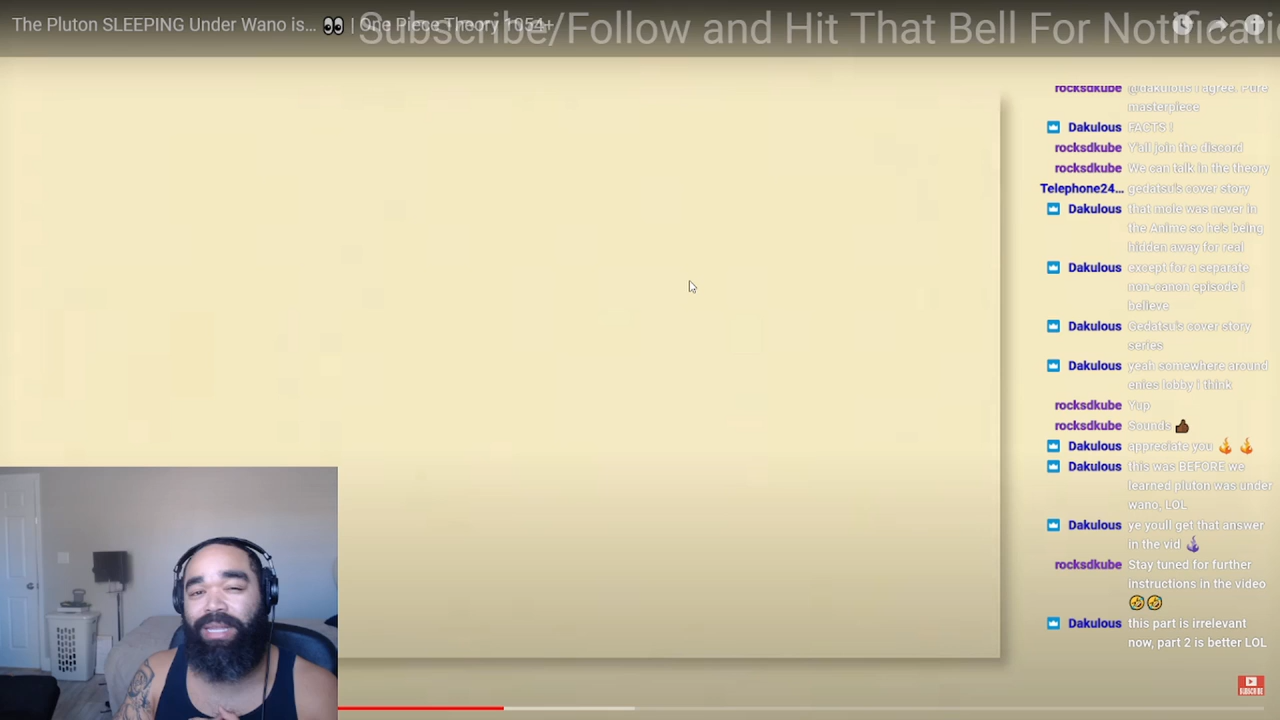 The Pluton SLEEPING Under Wano is... 👀 | One Piece Theory 1054+
Subscribe/Follow and Hit That Bell For Notificati
rocksdkube @dakulous I agree. Pure
masterpiece
Dakulous FACTS !
rocksdkube Y'all join the discord
rocksdkube We can talk in the theory
Telephone24... gedatsu's cover story
Dakulous that mole was never in
the Anime so he's being
hidden away for real
Dakulous except for a separate
non-canon episode i
believe
Dakulous Gedatsu's cover story
series
Dakulous yeah somewhere around
enies lobby i think
rocksdkube Yup
rocksdkube Sounds 👍🏿
Dakulous appreciate you 🔥 🔥
Dakulous this was BEFORE we
learned pluton was under
wano. LOL
Dakulous ye youll get that answer
in the vid
rocksdkube Stay tuned for further
instructions in the video
🤣🤣
Dakulous this part is irrelevant
now, part 2 is better LOL
SUBSCRIBE